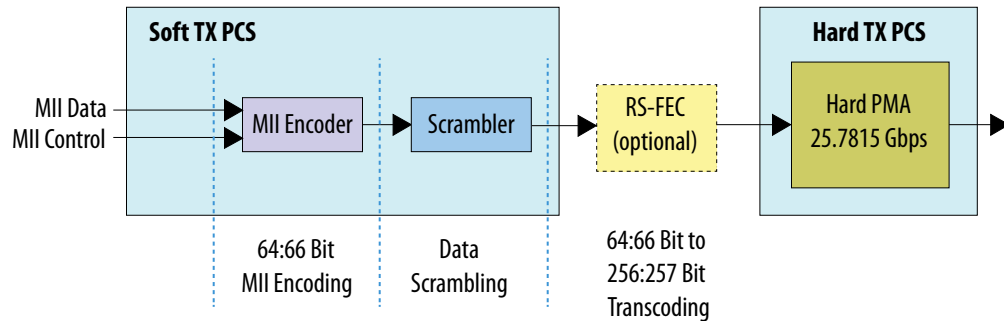 Soft TX PCS
Hard TX PCS
MII Data
MII Control
MII Encoder
Scrambler
RS-FEC
(optional)
Hard PMA
25.7815 Gbps
64:66 Bit
MII Encoding
Data
Scrambling
64:66 Bit to
256:257 Bit
Transcoding